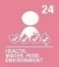 24
HEALTH,
WATER, FOOD,
ENVIRONMENT